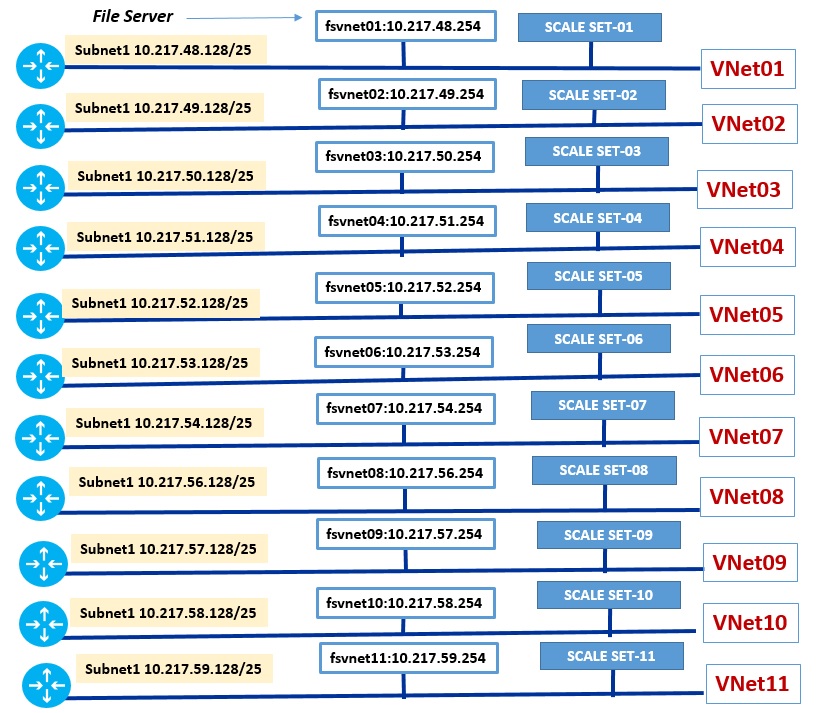 File Server
fsvnet01:10.217.48.254
SCALE SET-01
Subnet1 10.217.48.128/25
VNet01
fsvnet02:10.217.49.254
SCALE SET-02
Subnet1 10.217.49.128/25
VNet02
fsvnet03:10.217.50.254
SCALE SET-03
Subnet1 10.217.50.128/25
VNet03
fsvnet04:10.217.51.254
SCALE SET-04
Subnet1 10.217.51.128/25
VNet04
fsvnet05:10.217.52.254
SCALE SET-05
Subnet1 10.217.52.128/25
VNet05
fsvnet06:10.217.53.254
SCALE SET-06
Subnet1 10.217.53.128/25
VNet06
fsvnet07:10.217.54.254
SCALE SET-07
Subnet1 10.217.54.128/25
VNet07
fsvnet08:10.217.56.254
SCALE SET-08
Subnet1 10.217.56.128/25
VNet08
fsvnet09:10.217.57.254
SCALE SET-09
Subnet1 10.217.57.128/25
VNet09
fsvnet10:10.217.58.254
SCALE SET-10
Subnet1 10.217.58.128/25
VNet10
fsvnet11:10.217.59.254
SCALE SET-11
Subnet1 10.217.59.128/25
VNet11